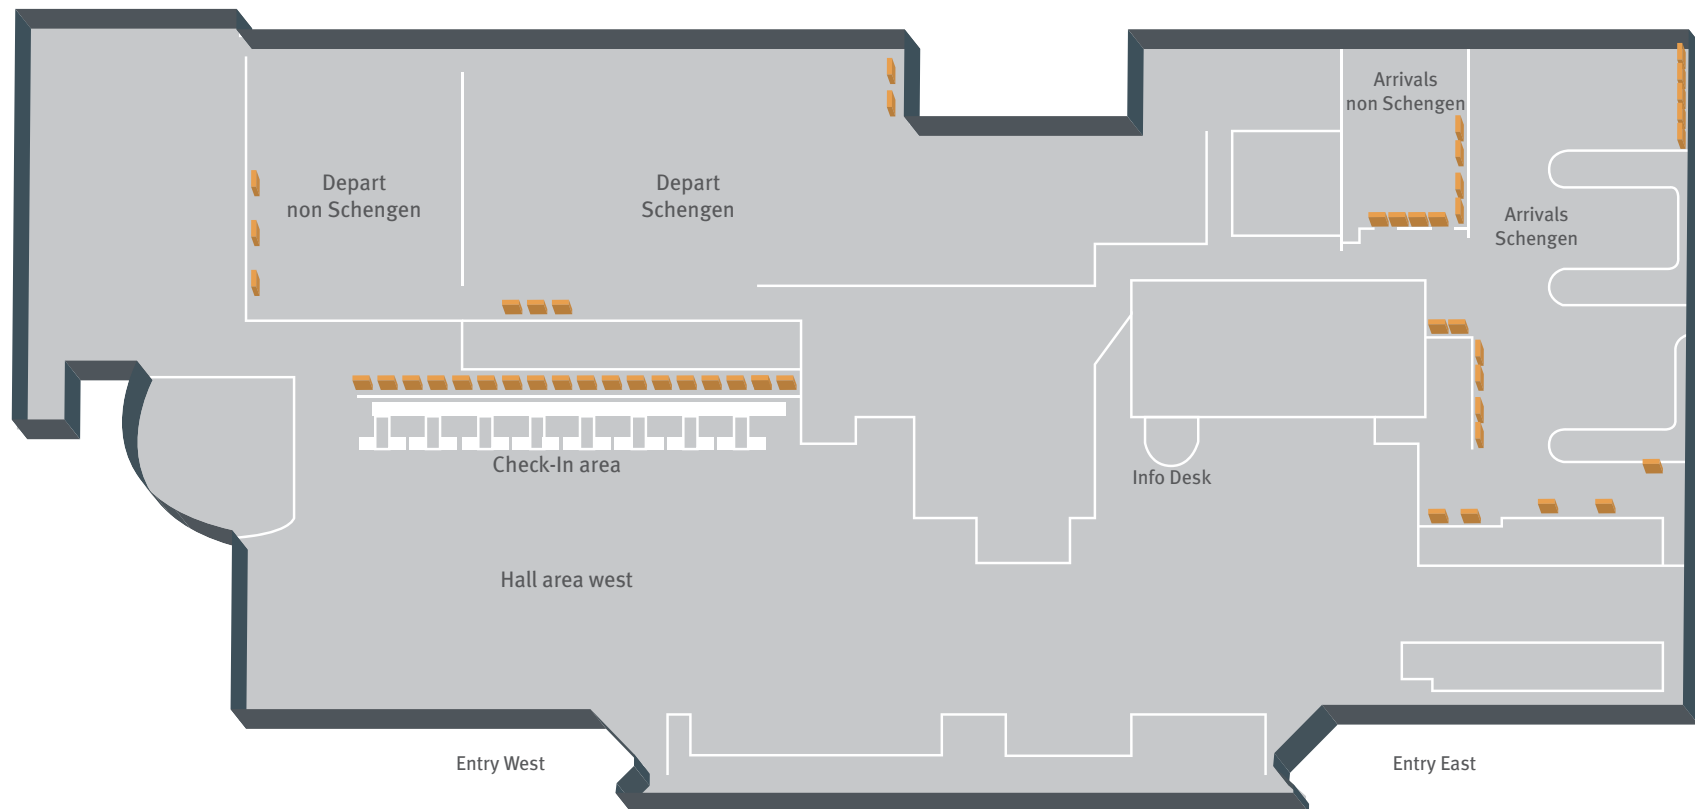 Arrivals
non Schengen
Depart
non Schengen
Depart
Schengen
Arrivals
Schengen
Check-In area
Info Desk
Hall area west
Entry West
Entry East